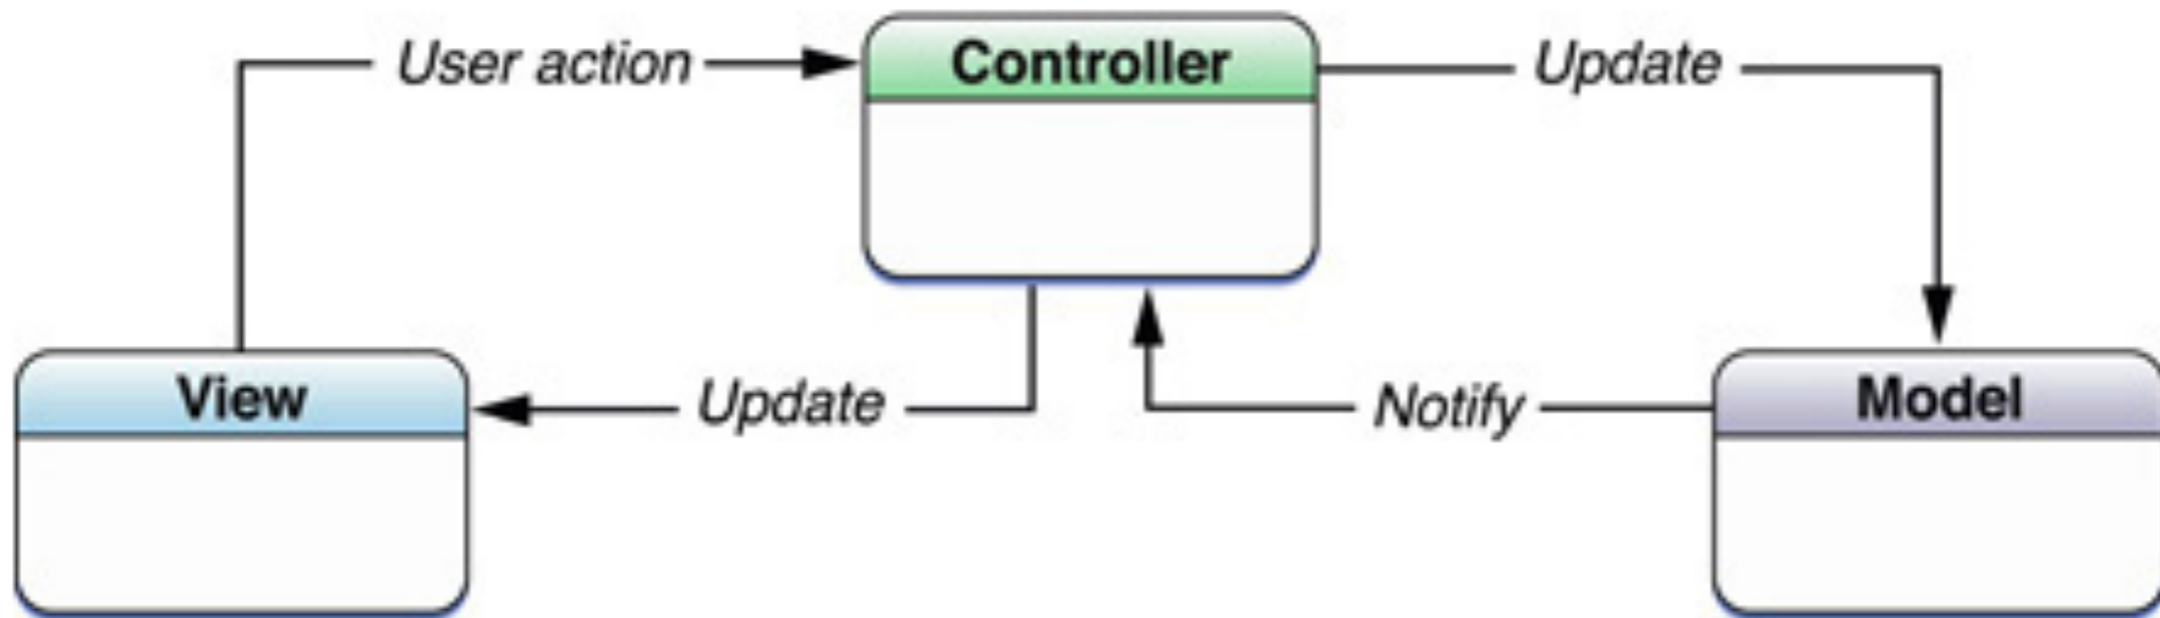 User action
Controller
Update
View
Update
Notify
Model